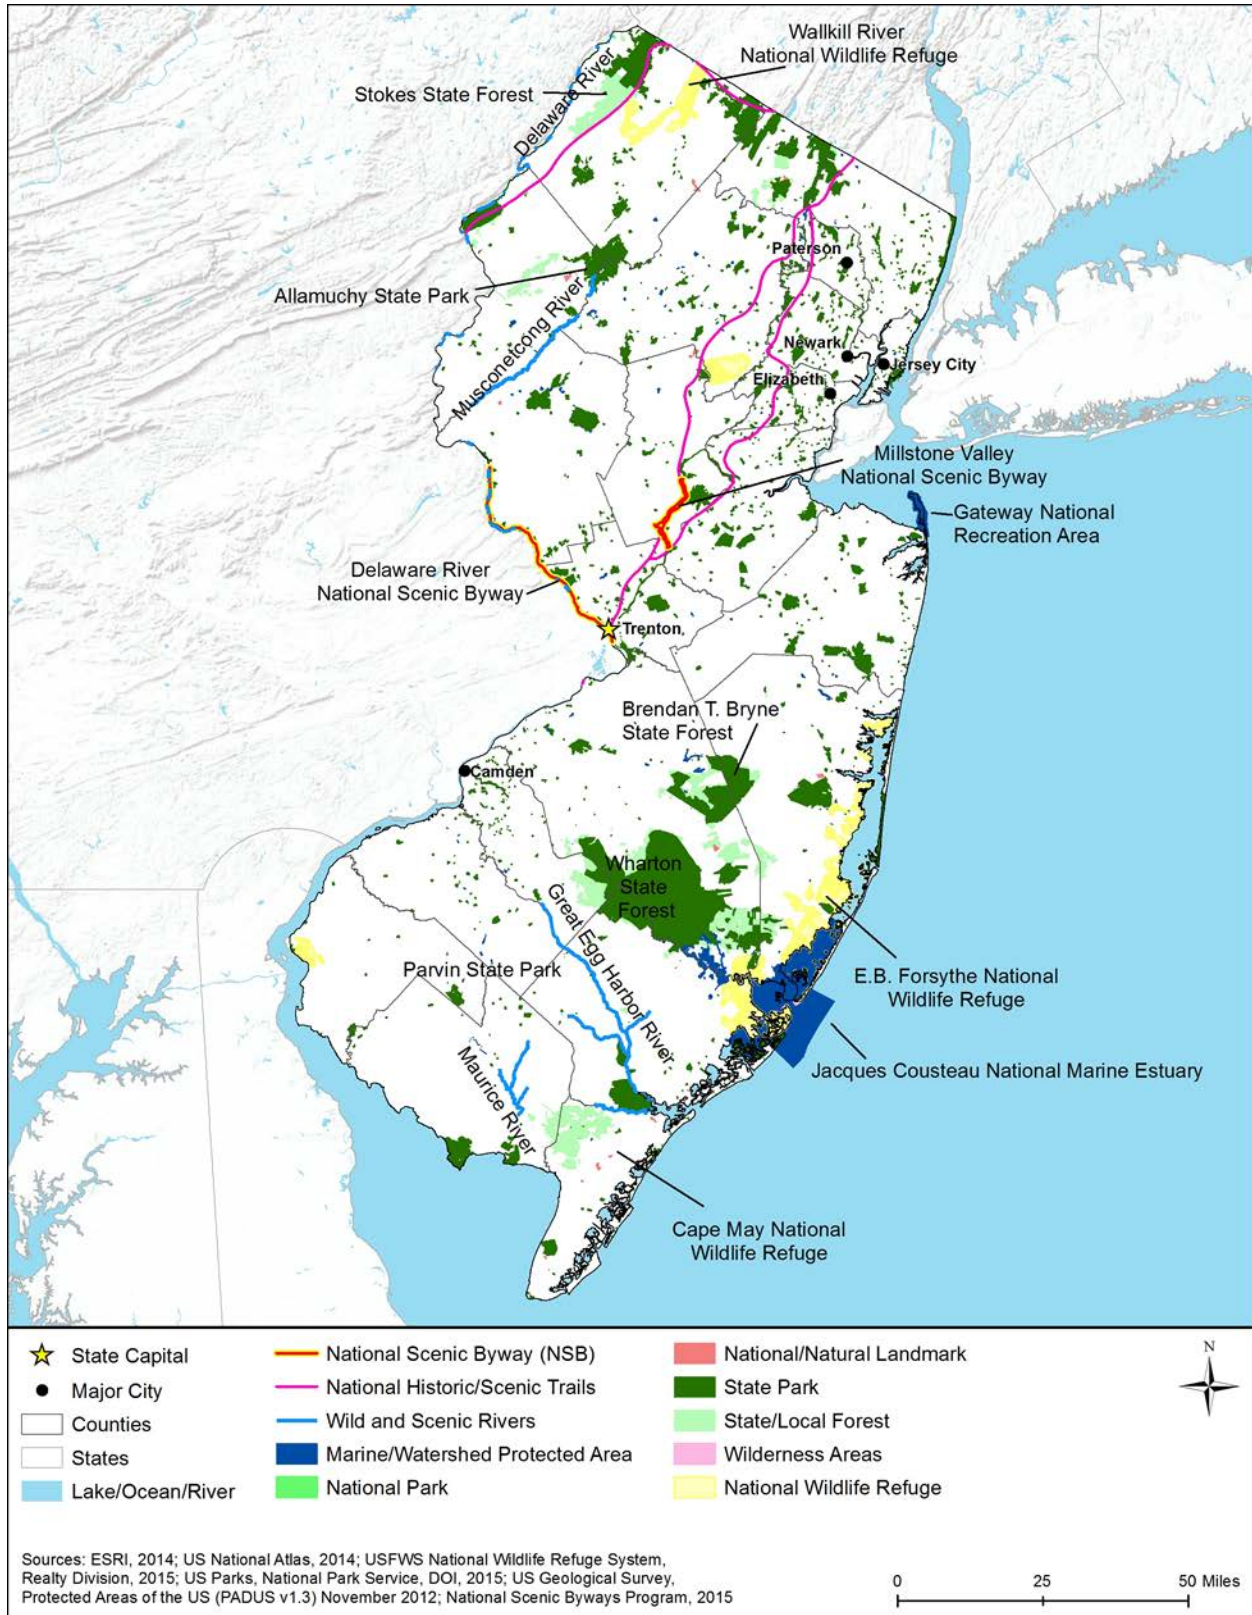 Wallkill River
National Wildlife Refuge
Stokes State Forest
Delaware River
Paterson
Allamuchy State Park
Musconetcong River
Newark
Jersey City
Elizabeth
Millstone Valley
National Scenic Byway
Gateway National
Recreation Area
Delaware River
National Scenic Byway
Trenton
Brendan T. Bryne
State Forest
Camden
Wharton
State
Forest
Great Egg Harbor River
Parvin State Park
E.B. Forsythe National
Wildlife Refuge
Maurice River
Jacques Cousteau National Marine Estuary
Cape May National
Wildlife Refuge
State Capital
Major City
Counties
States
Lake/Ocean/River
National Scenic Byway (NSB)
National Historic/Scenic Trails
Wild and Scenic Rivers
Marine/Watershed Protected Area
National Park
National/Natural Landmark
State Park
State/Local Forest
Wilderness Areas
National Wildlife Refuge
N
Sources: ESRI, 2014; US National Atlas, 2014; USFWS National Wildlife Refuge System,
Realty Division, 2015; US Parks, National Park Service, DOI, 2015; US Geological Survey,
Protected Areas of the US (PADUS v1.3) November 2012; National Scenic Byways Program, 2015
0 25 50 Miles